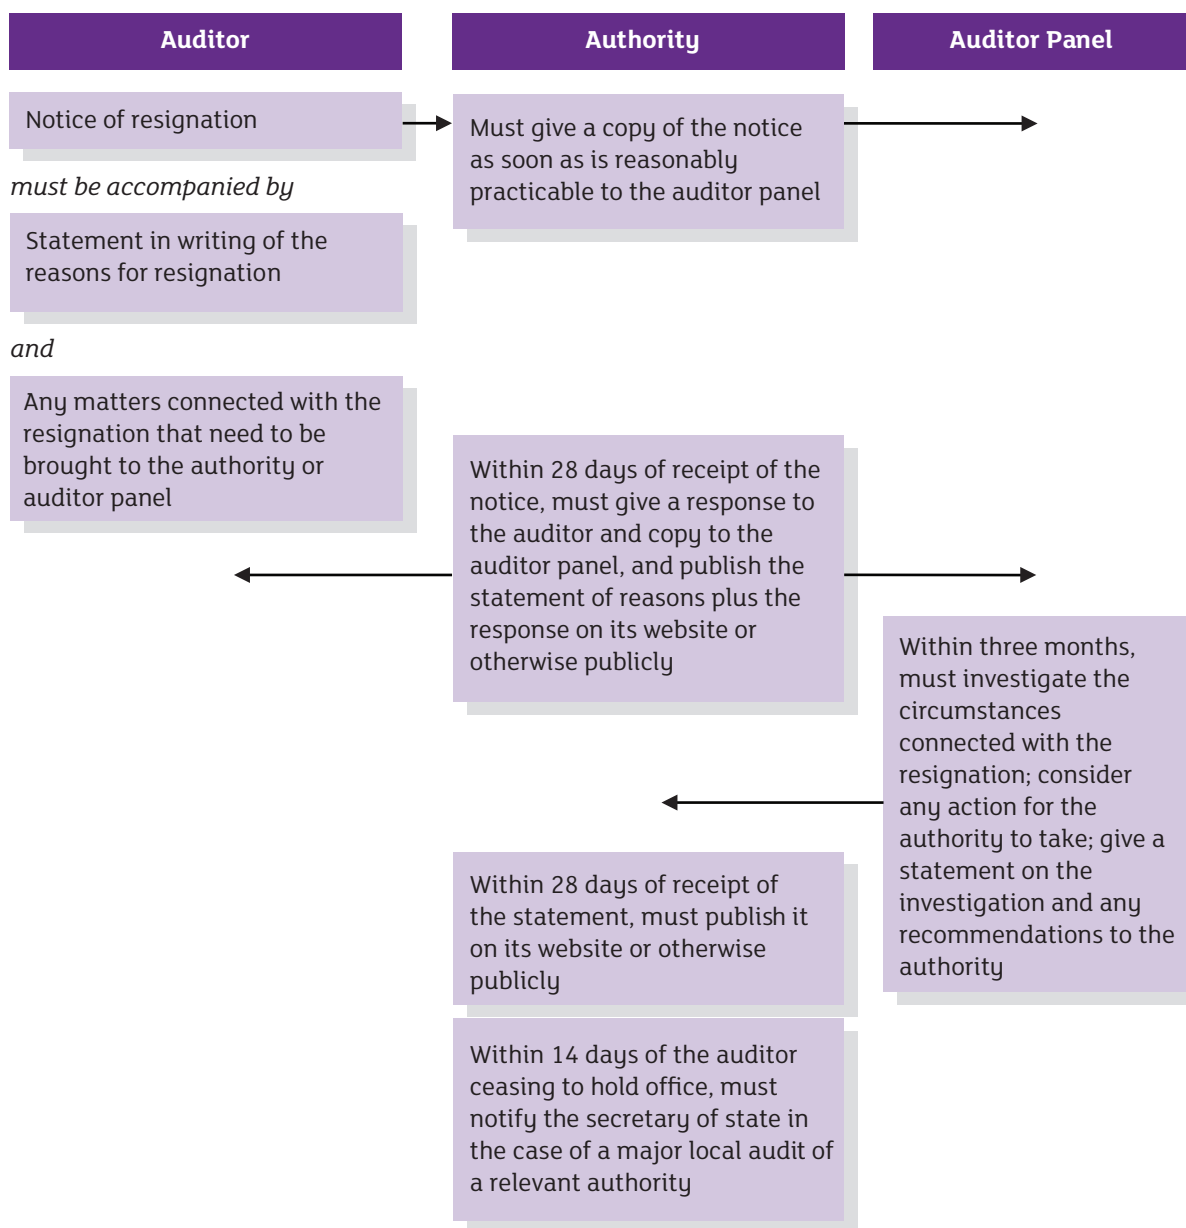 Auditor
Authority
Auditor Panel
Notice of resignation
must be accompanied by
Statement in writing of the
reasons for resignation
and
Any matters connected with the
resignation that need to be
brought to the authority or
auditor panel
Must give a copy of the notice
as soon as is reasonably
practicable to the auditor panel
Within 28 days of receipt of the
notice, must give a response to
the auditor and copy to the
auditor panel, and publish the
statement of reasons plus the
response on its website or
otherwise publicly
Within three months,
must investigate the
circumstances
connected with the
resignation; consider
any action for the
authority to take; give a
statement on the
investigation and any
recommendations to the
authority
Within 28 days of receipt of
the statement, must publish it
on its website or otherwise
publicly
Within 14 days of the auditor
ceasing to hold office, must
notify the secretary of state in
the case of a major local audit of
a relevant authority